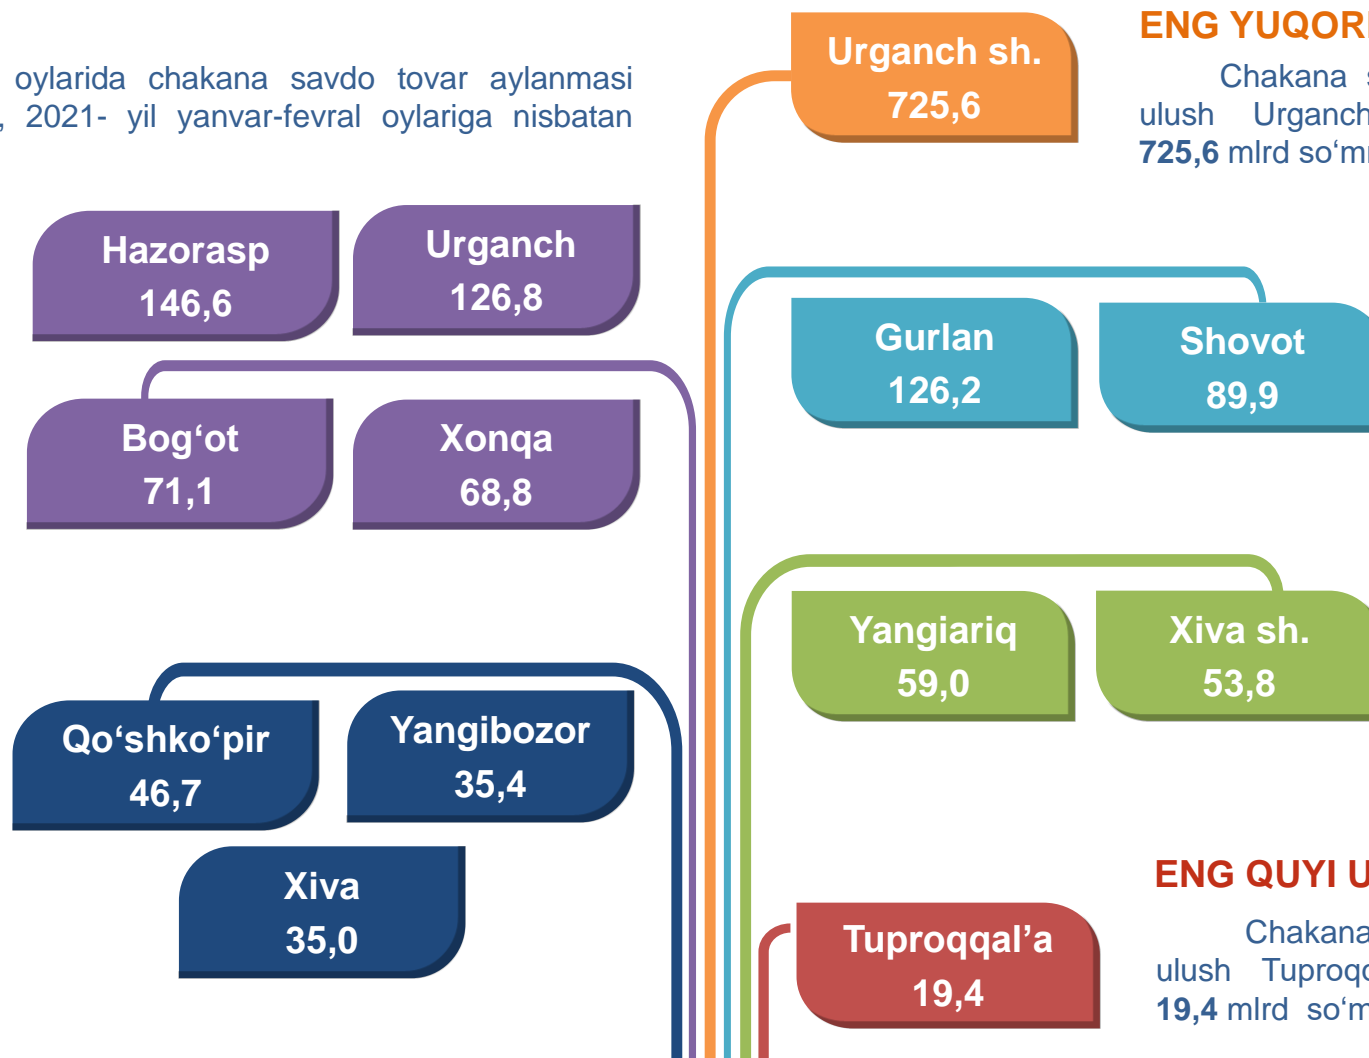 oylarida chakana savdo tovar aylanmasi
, 2021- yil yanvar-fevral oylariga nisbatan
Urganch sh.
725,6
ENG YUQORI
Chakana
ulush Urganch
725,6 mlrd so‘m
Hazorasp
146,6
Urganch
126,8
Gurlan
126,2
Shovot
89,9
Bog‘ot
71,1
Xonqa
68,8
Yangiariq
59,0
Xiva sh.
53,8
Qo‘shko‘pir
46,7
Yangibozor
35,4
Xiva
35,0
Tuproqqal’a
19,4
ENG QUYI U
Chakana
ulush Tuproqq
19,4 mlrd so‘m